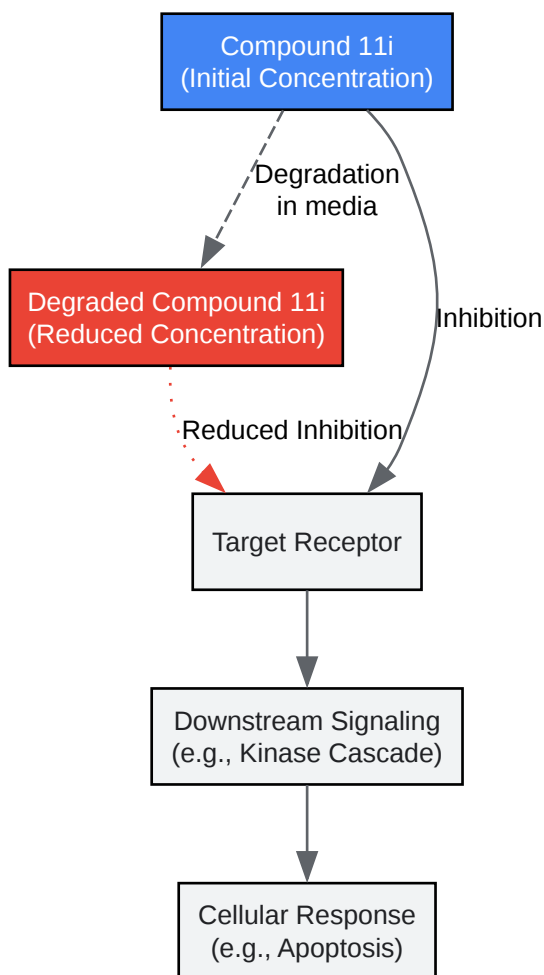 Compound 11i
(Initial Concentration)
Degradation
in media
Degraded Compound 11i
(Reduced Concentration)
Inhibition
Reduced Inhibition
Target Receptor
Downstream Signaling
(e.g., Kinase Cascade)
Cellular Response
(e.g., Apoptosis)